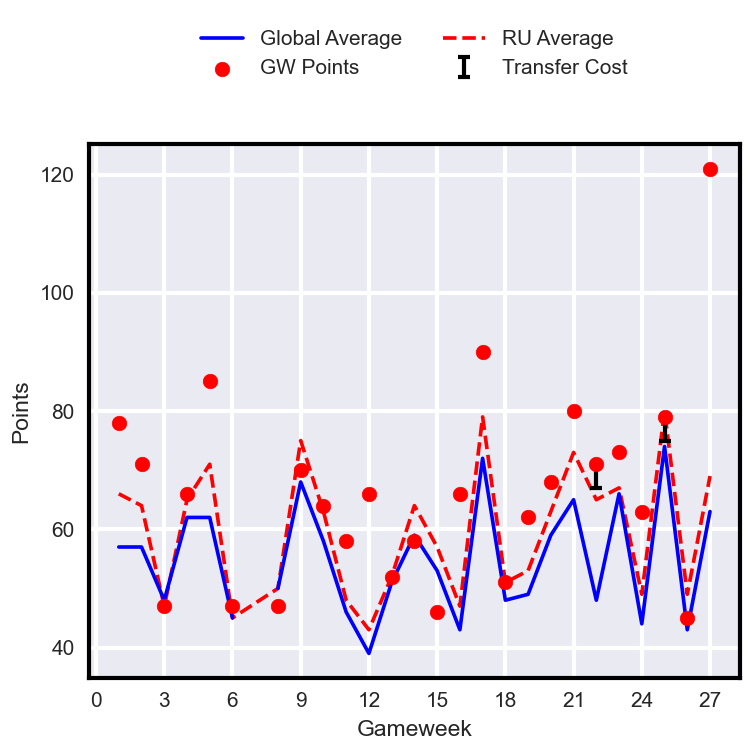 Global Average RU Average
GW Points Transfer Cost
120
100
80
60
40
Points
0 3 6 9 12 15 18 21 24 27
Gameweek